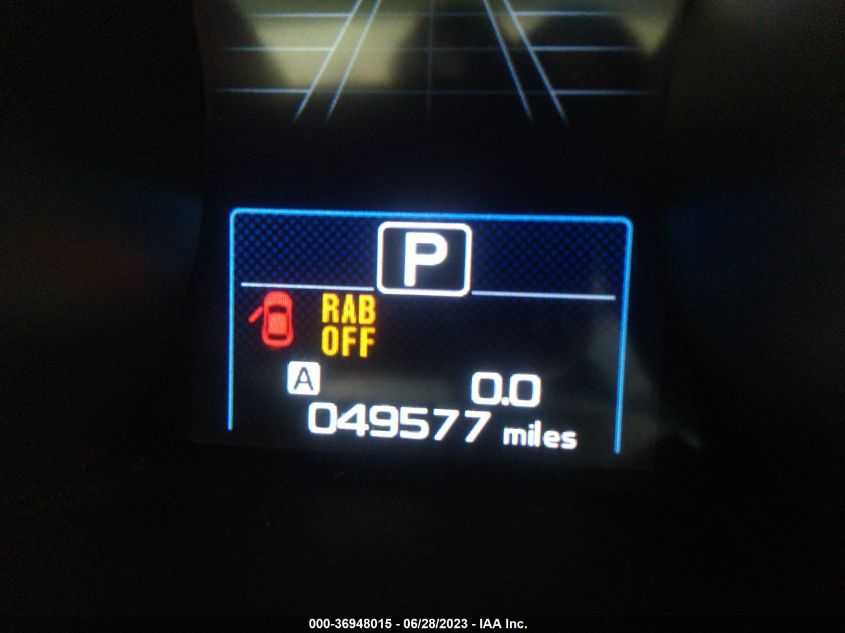 P
RAB
OFF
A 0.0
049577 miles
000-36948015 - 06/28/2023 - IAA Inc.